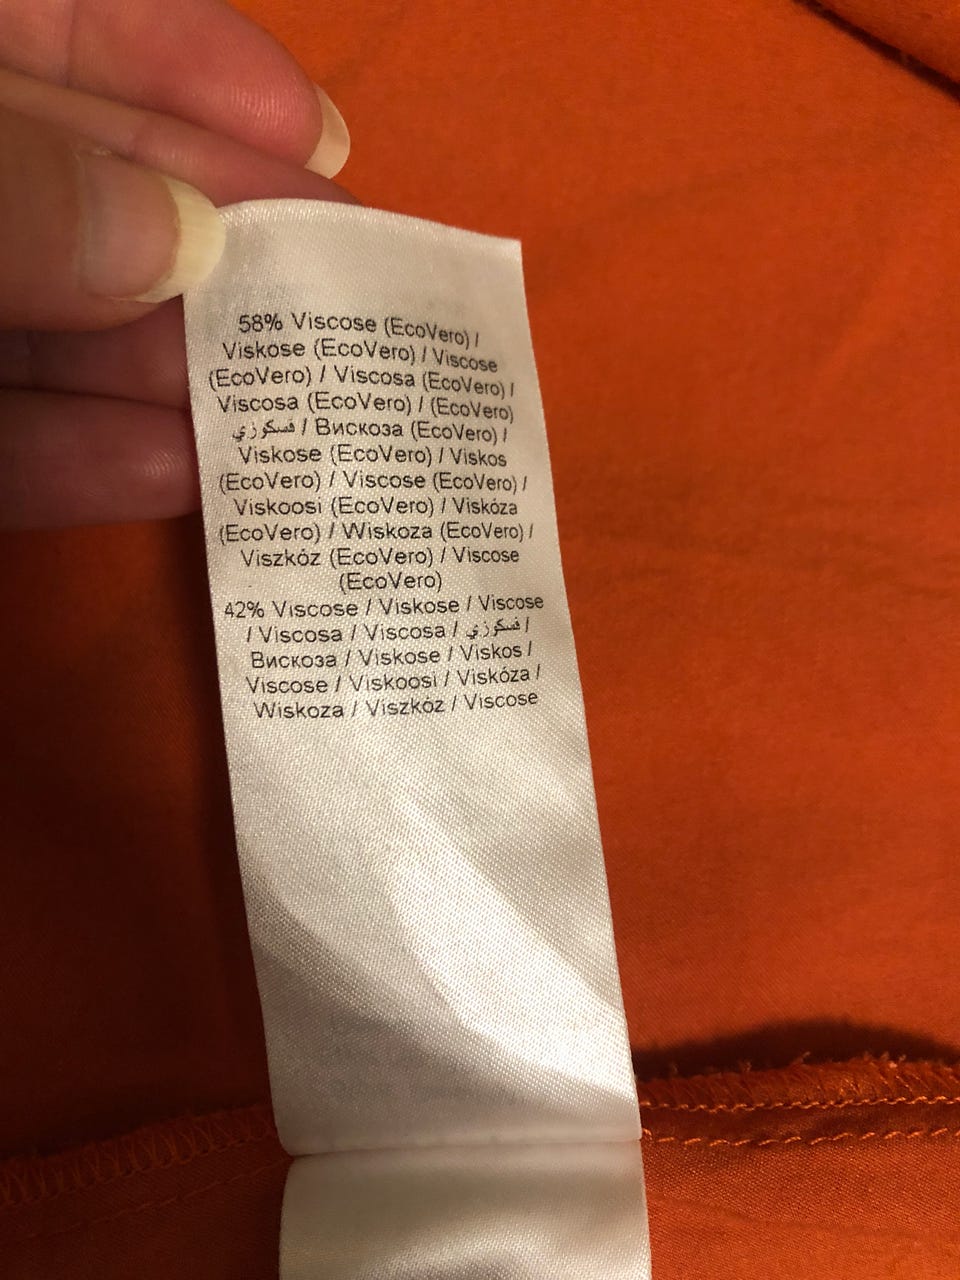 58% Viscose (EcoVero) /
Viskose (EcoVero) / Viscose
(EcoVero) / Viscosa (EcoVero) /
Viscosa (EcoVero) / (EcoVero)
فسكوزي / Вискоза (EcoVero) /
Viskose (EcoVero) / Viskos
(EcoVero) / Viscose (EcoVero) /
Viskoosi (EcoVero) / Viskóza
(EcoVero) / Wiskoza (EcoVero) /
Viszkóz (EcoVero) / Viscose
(EcoVero)
42% Viscose / Viskose / Viscose
/ Viscosa / Viscosa / فسكوزي /
Вискоза / Viskose / Viskos /
Viscose / Viskoosi / Viskóza /
Wiskoza / Viszkóz / Viscose